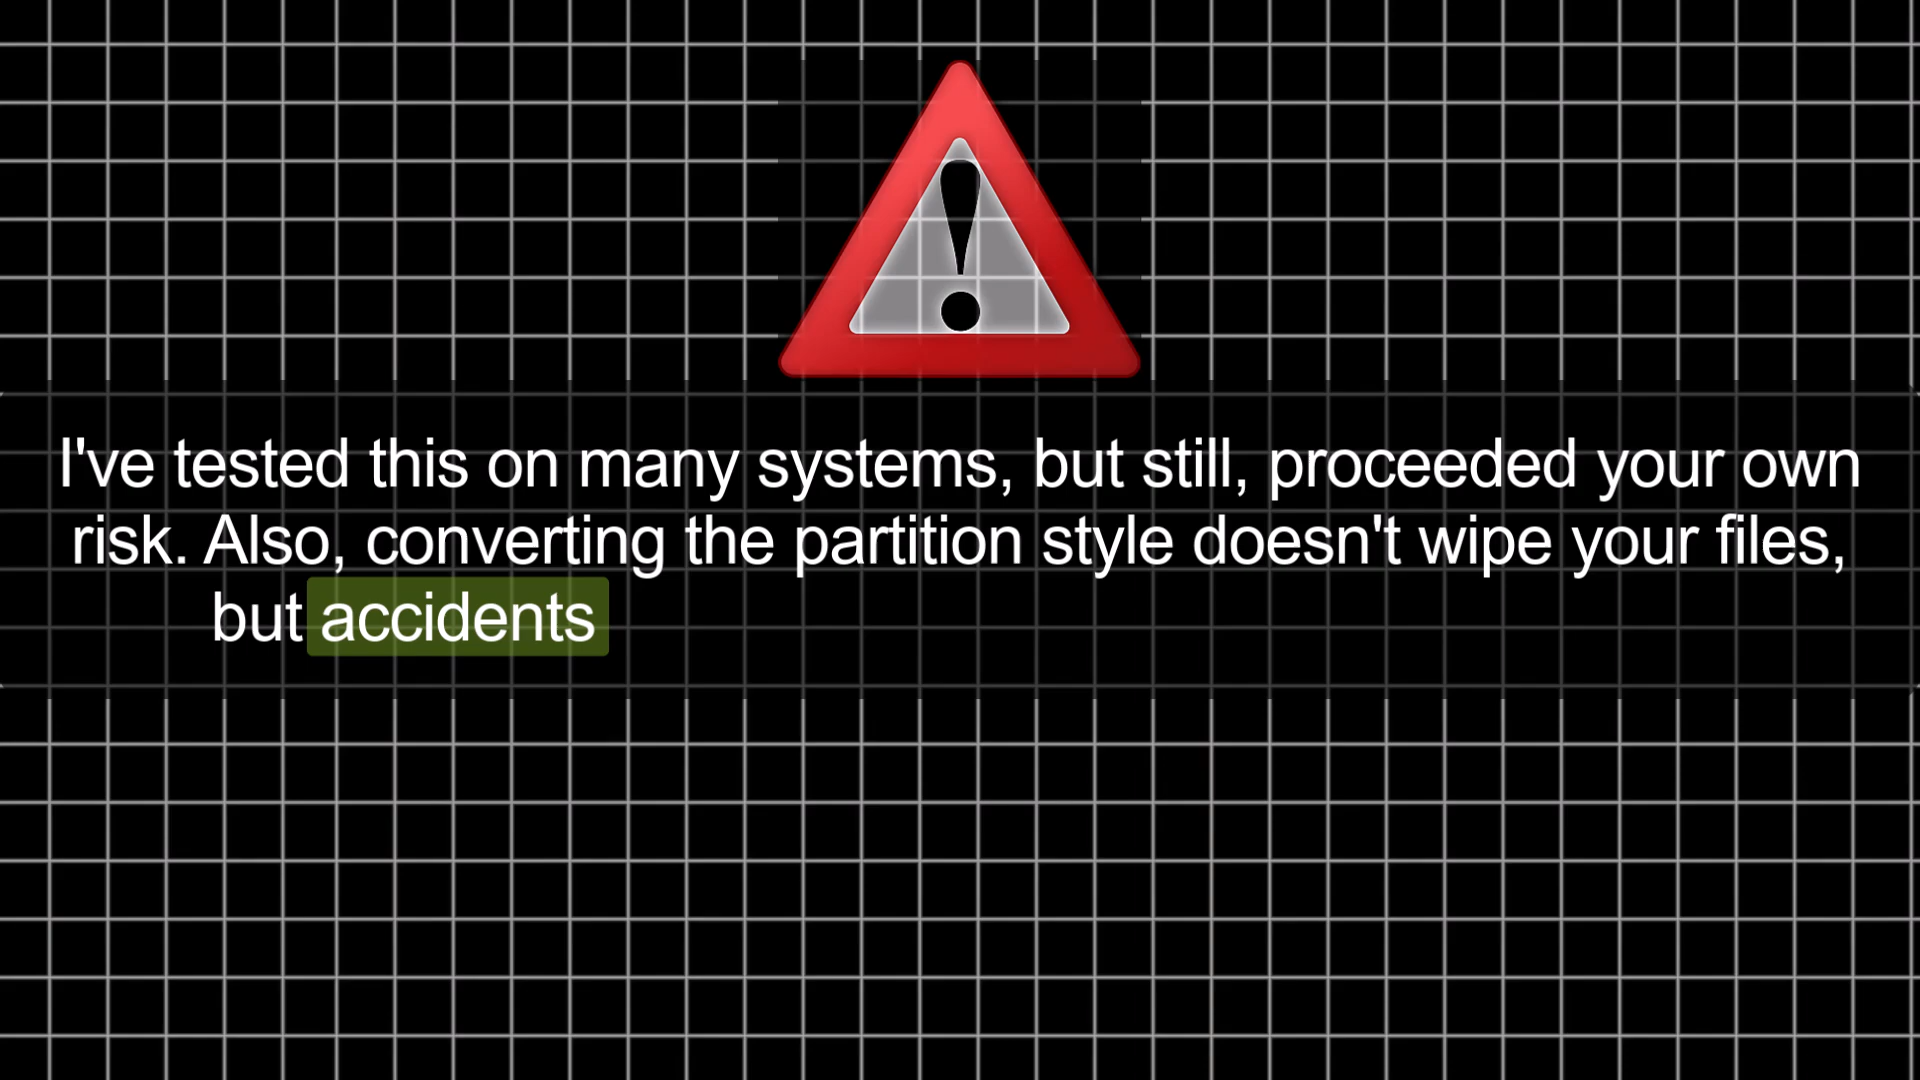 I've tested this on many systems, but still, proceeded your own
risk. Also, converting the partition style doesn't wipe your files,
but accidents